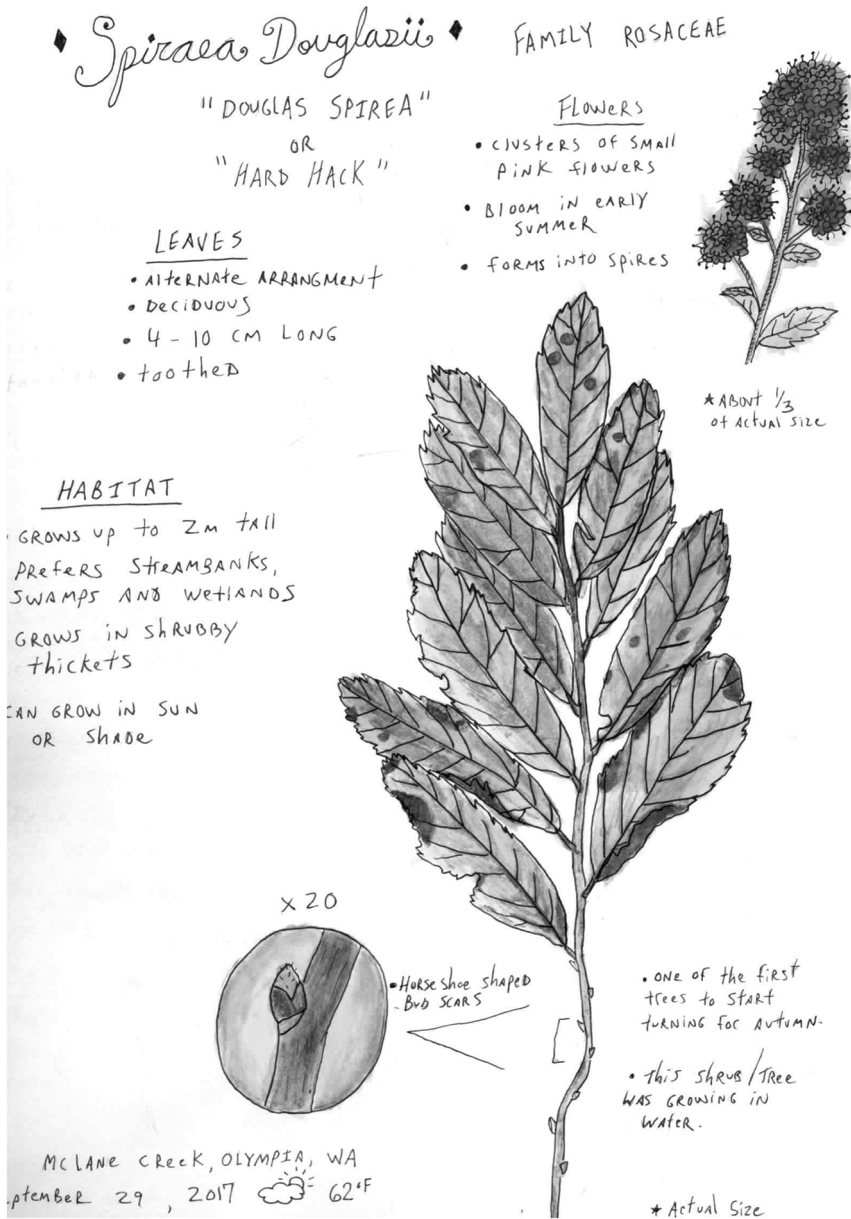 Spiraea Douglasii
FAMILY ROSACEAE
"DOUGLAS SPIREA"
OR
"HARD HACK"
FLOWERS
• CLUSTERS OF SMALL
PINK FLOWERS
• BLOOM IN EARLY
SUMMER
• FORMS INTO SPIRES
* ABOUT 1/3
OF ACTUAL SIZE
LEAVES
• ALTERNATE ARRANGMENT
• DECIDUOUS
• 4 - 10 CM LONG
• TOOTHED
HABITAT
• GROWS UP TO 2M TALL
PREFERS STREAMBANKS,
SWAMPS AND WETLANDS
GROWS IN SHRUBBY
THICKETS
CAN GROW IN SUN
OR SHADE
X 20
• HORSESHOE SHAPED
BUD SCARS
• ONE OF THE FIRST
TREES TO START
TURNING FOR AUTUMN.
• THIS SHRUB/TREE
WAS GROWING IN
WATER.
MCLANE CREEK, OLYMPIA, WA
ptember 29, 2017 62°F
* ACTUAL SIZE